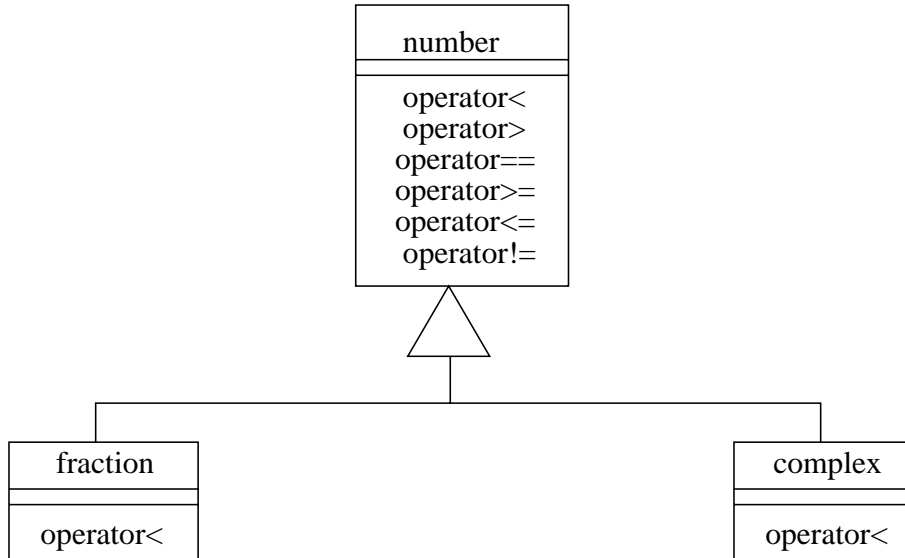 number
operator<
operator>
operator==
operator>=
operator<=
operator!=
fraction
complex
operator<
operator<